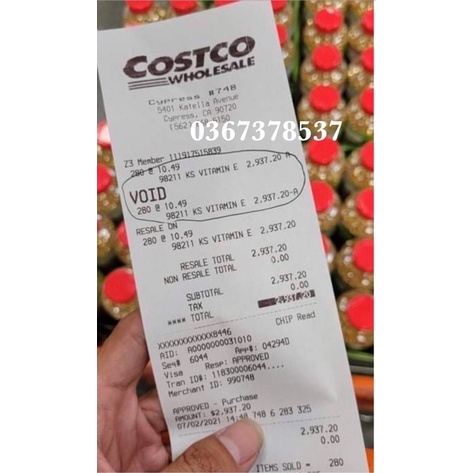 COSTCO
WHOLESALE
Cypress #748
5401 Katella Avenue
Cypress, CA 90720
0367378537
Z3 Member 111917515839
280 @ 10.49
98211 KS VITAMIN E 2,937.20 A
VOID
280 @ 10.49
98211 KS VITAMIN E 2,937.20-A
RESALE ON
280 @ 10.49
98211 KS VITAMIN E 2,937.20
RESALE TOTAL 2,937.20
NON RESALE TOTAL 0.00
SUBTOTAL 2,937.20
TAX 0.00
**** TOTAL 2,937.20
XXXXXXXXXXXX8446 CHIP Read
AID: A0000000031010
Seq# 6044 App#: 04294D
Visa Resp: APPROVED
Tran ID#: 118300006044....
Merchant ID: 990748
APPROVED - Purchase
AMOUNT: $2,937.20
07/02/2021 14:48 748 6 283 325
2,937.20
0.00
ITEMS SOLD = 280